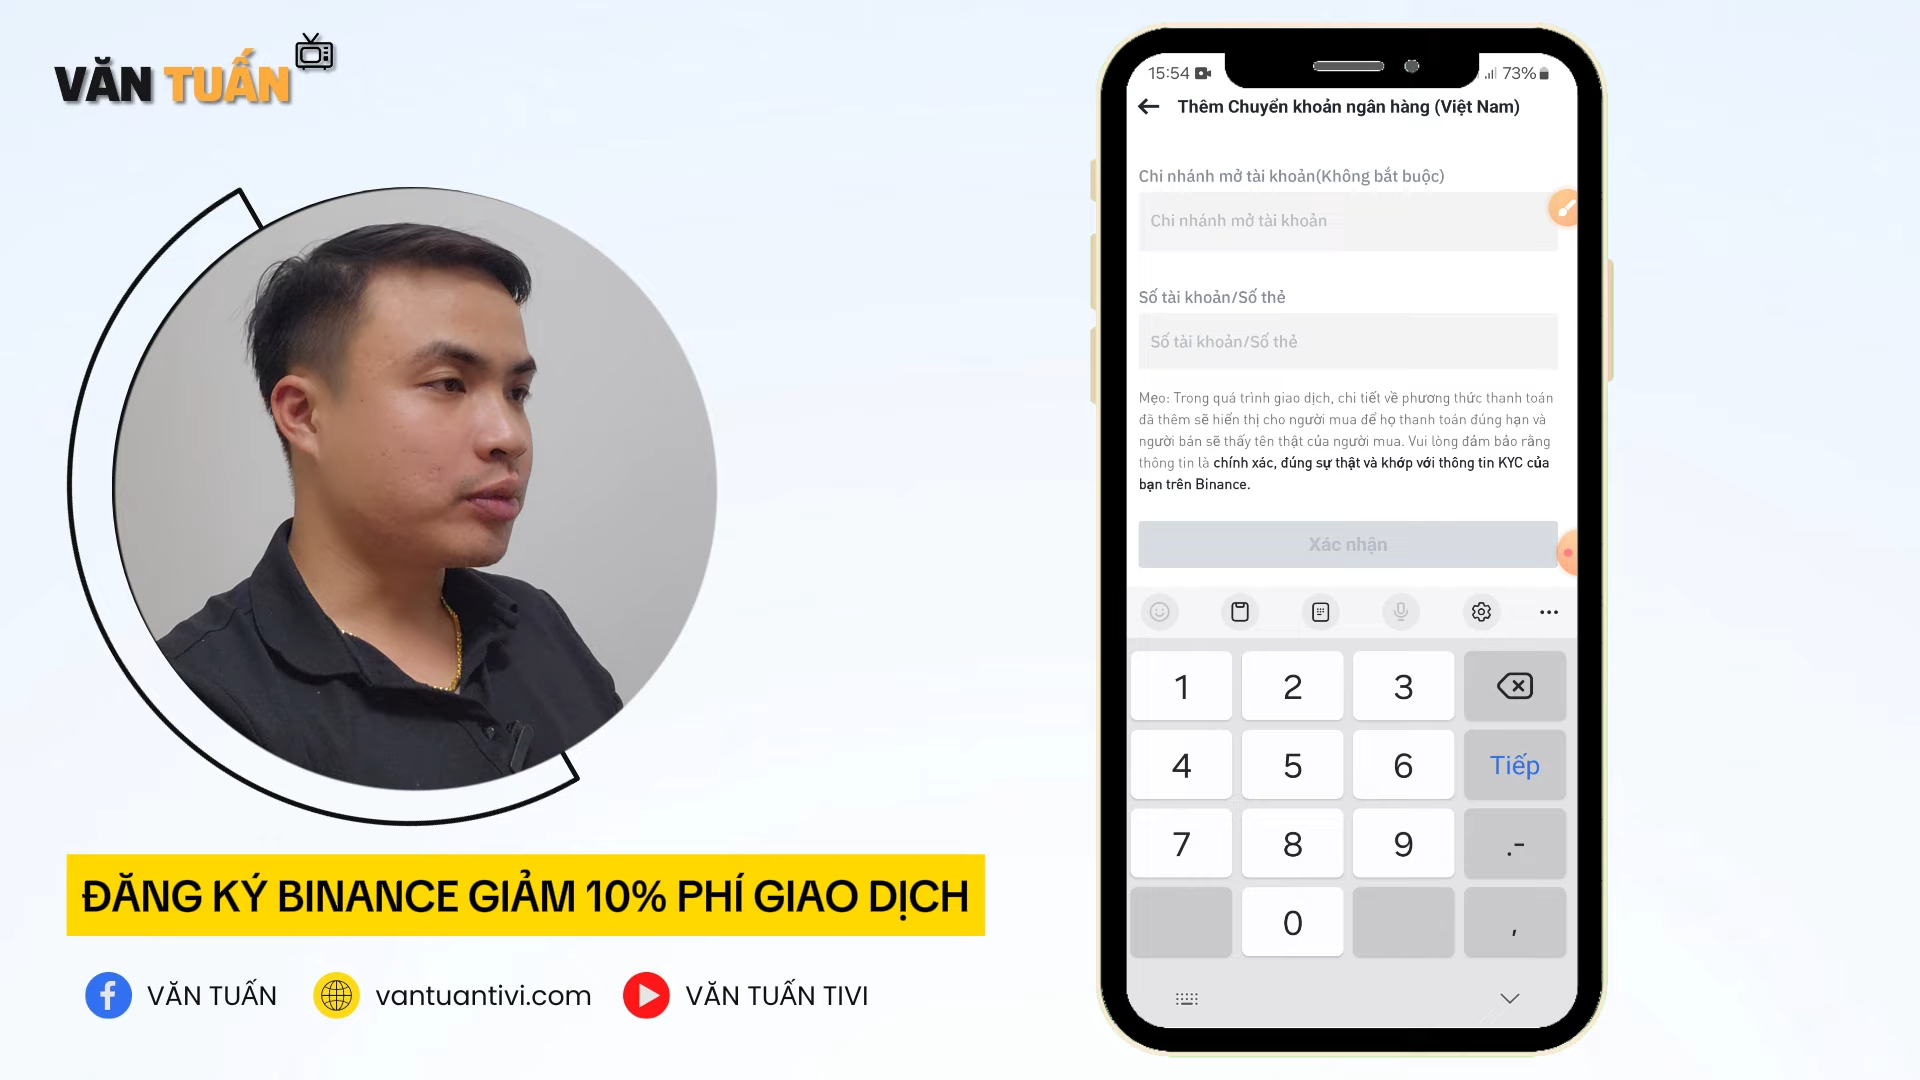 VĂN TUẤN
15:54
73%
Thêm Chuyển khoản ngân hàng (Việt Nam)
Chi nhánh mở tài khoản(Không bắt buộc)
Chi nhánh mở tài khoản
Số tài khoản/Số thẻ
Số tài khoản/Số thẻ
Mẹo: Trong quá trình giao dịch, chi tiết về phương thức thanh toán
đã thêm sẽ hiển thị cho người mua để họ thanh toán đúng hạn và
người bán sẽ thấy tên thật của người mua. Vui lòng đảm bảo rằng
thông tin là chính xác, đúng sự thật và khớp với thông tin KYC của
bạn trên Binance.
Xác nhận
1 2 3
4 5 6 Tiếp
7 8 9 .-
0 ,
ĐĂNG KÝ BINANCE GIẢM 10% PHÍ GIAO DỊCH
VĂN TUẤN vantuantivi.com VĂN TUẤN TIVI